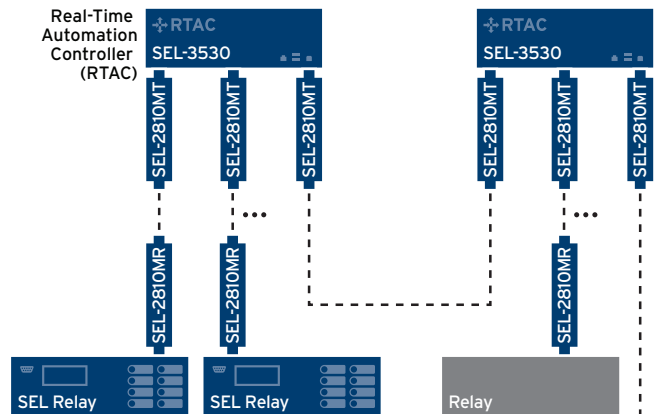 Real-Time
Automation
Controller
(RTAC)
RTAC
SEL-3530
RTAC
SEL-3530
SEL-2810MT
SEL-2810MT
SEL-2810MT
SEL-2810MT
SEL-2810MT
SEL-2810MT
...
...
SEL-2810MR
SEL-2810MR
SEL-2810MR
SEL Relay
SEL Relay
Relay